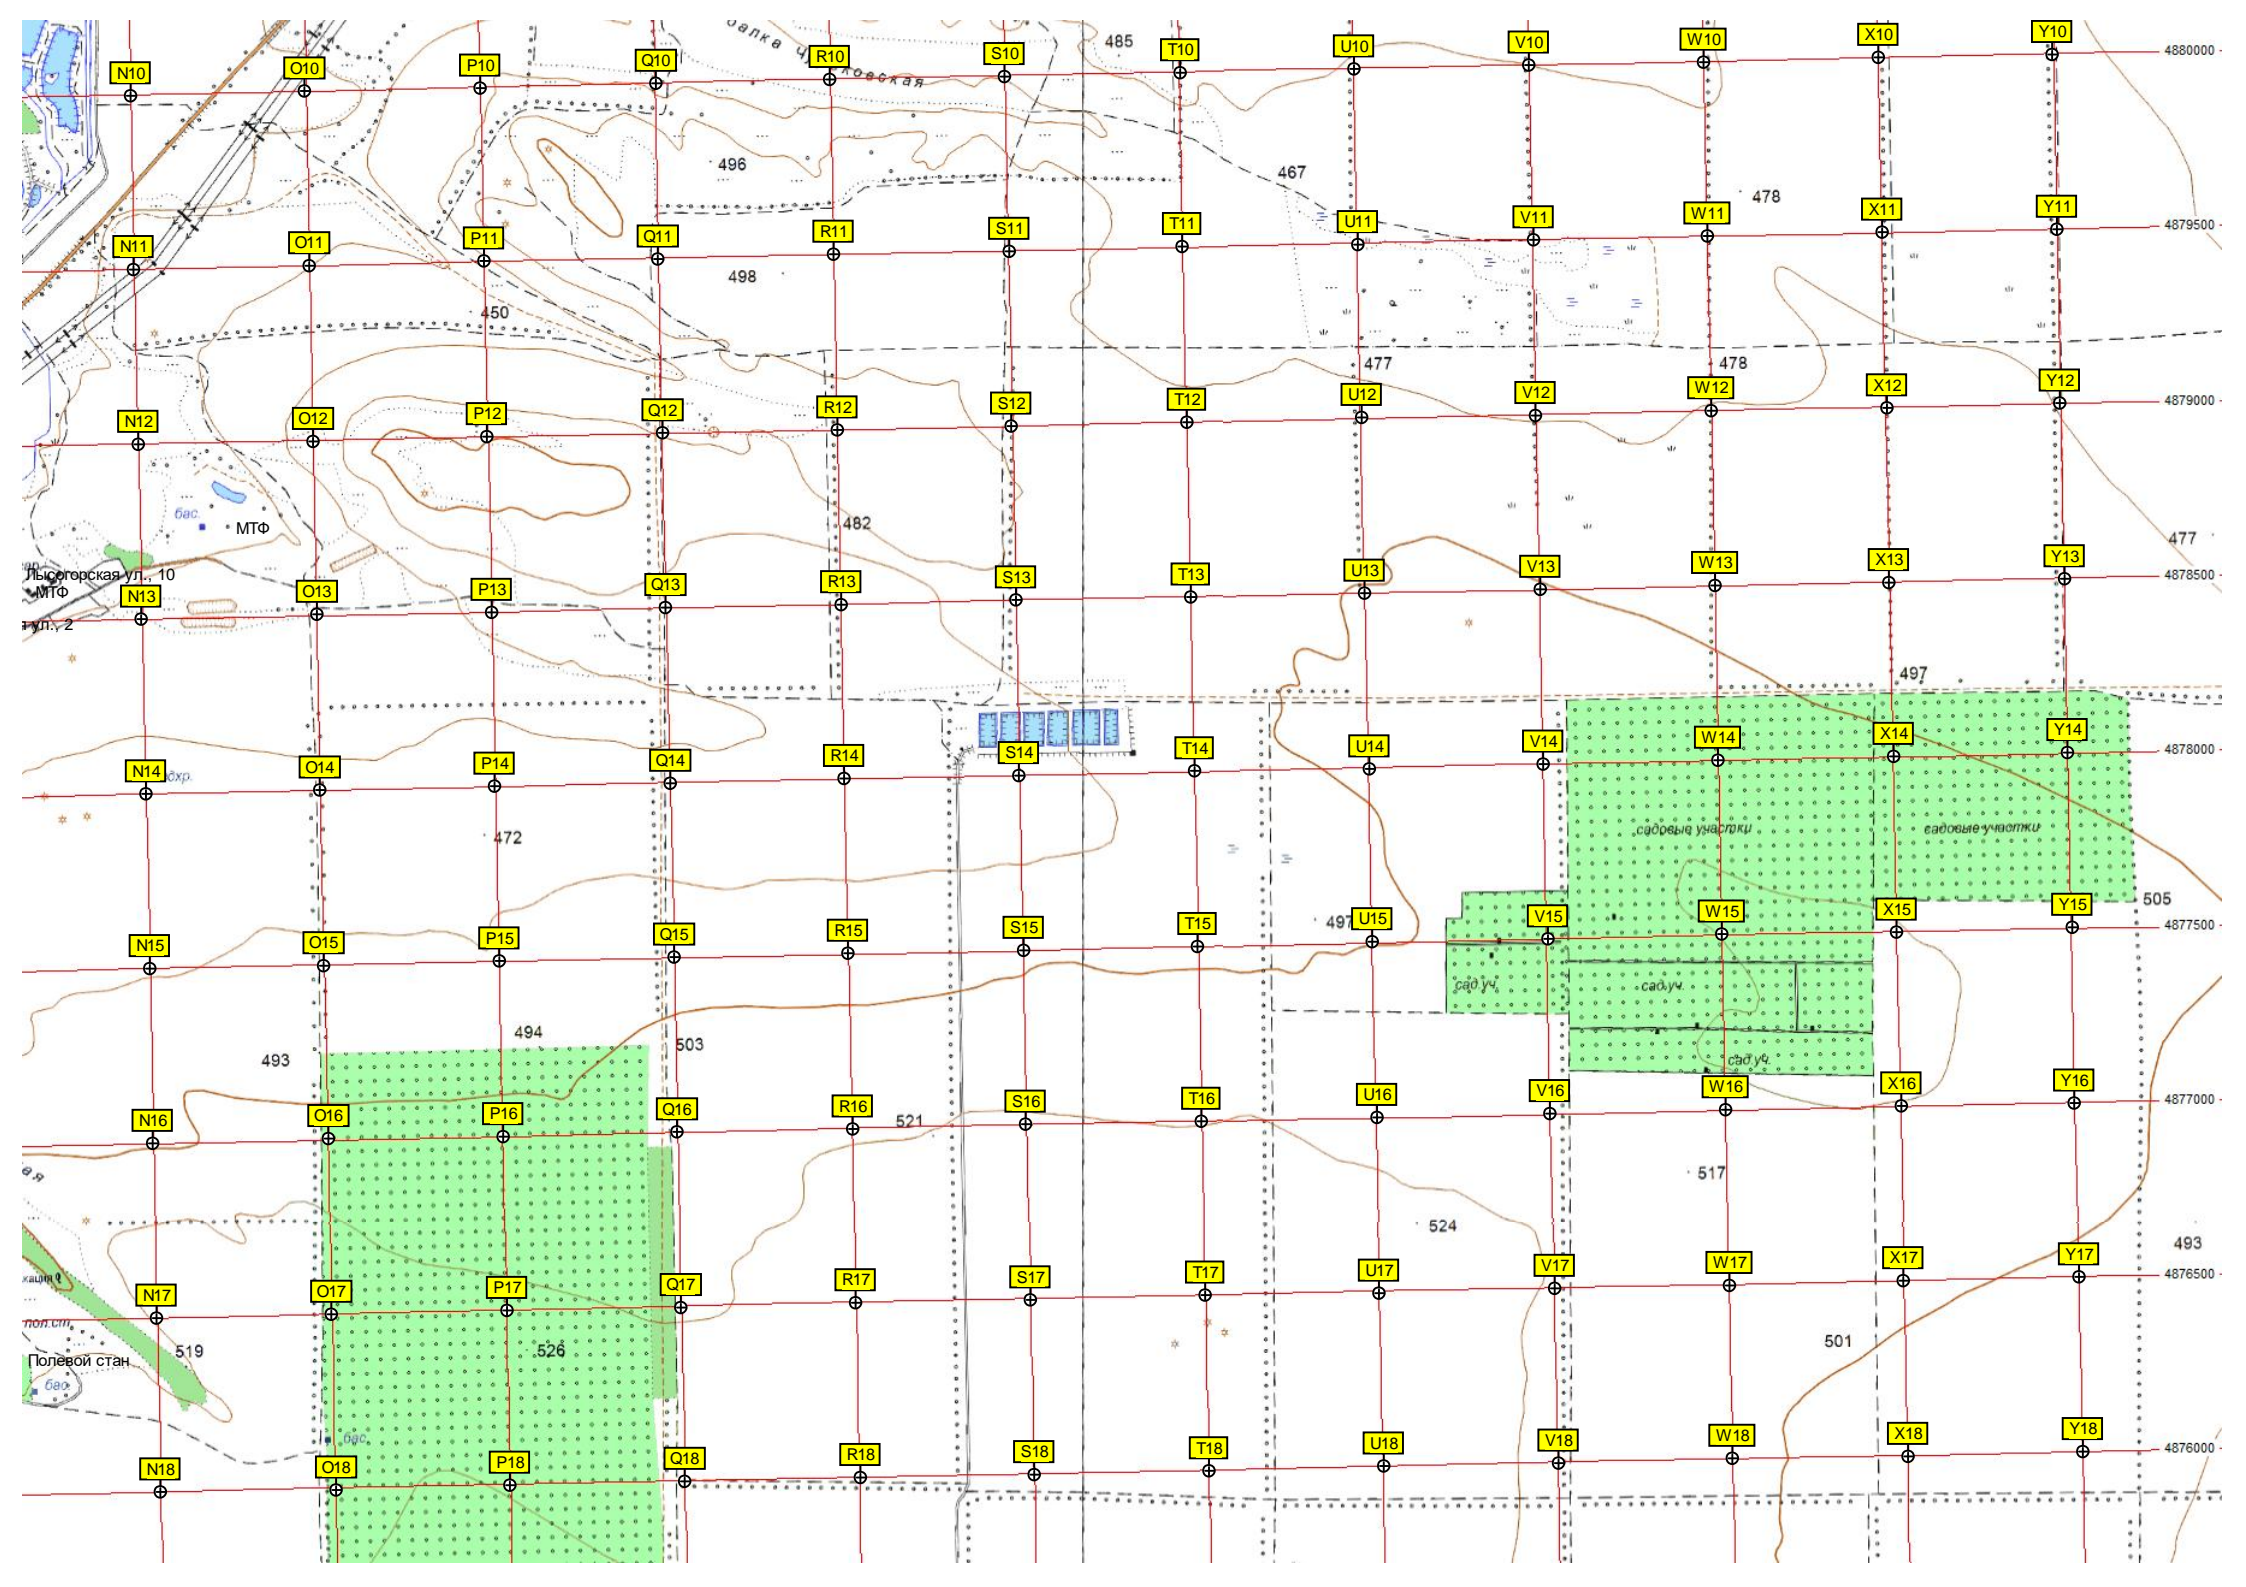 485
балка Ч
ковская
N10 O10 P10 Q10 R10 S10 T10 U10 V10 W10 X10 Y10 4880000
496
467
478
N11 O11 P11 Q11 R11 S11 T11 U11 V11 W11 X11 Y11 4879500
498
450
477
478
N12 O12 P12 Q12 R12 S12 T12 U12 V12 W12 X12 Y12 4879000
бас.
МТФ
482
477
Лысогорская ул., 10
МТФ
N13 O13 P13 Q13 R13 S13 T13 U13 V13 W13 X13 Y13 4878500
ул., 2
497
N14 O14 P14 Q14 R14 S14 T14 U14 V14 W14 X14 Y14 4878000
дхр.
472
садовые участки
садовые участки
505
497
N15 O15 P15 Q15 R15 S15 T15 U15 V15 W15 X15 Y15 4877500
сад.уч.
сад.уч.
494
503
493
сад.уч.
N16 O16 P16 Q16 R16 S16 T16 U16 V16 W16 X16 Y16 4877000
521
ая
517
524
493
кация
N17 O17 P17 Q17 R17 S17 T17 U17 V17 W17 X17 Y17 4876500
пол.ст.
519
526
501
Полевой стан
бас.
бас.
N18 O18 P18 Q18 R18 S18 T18 U18 V18 W18 X18 Y18 4876000